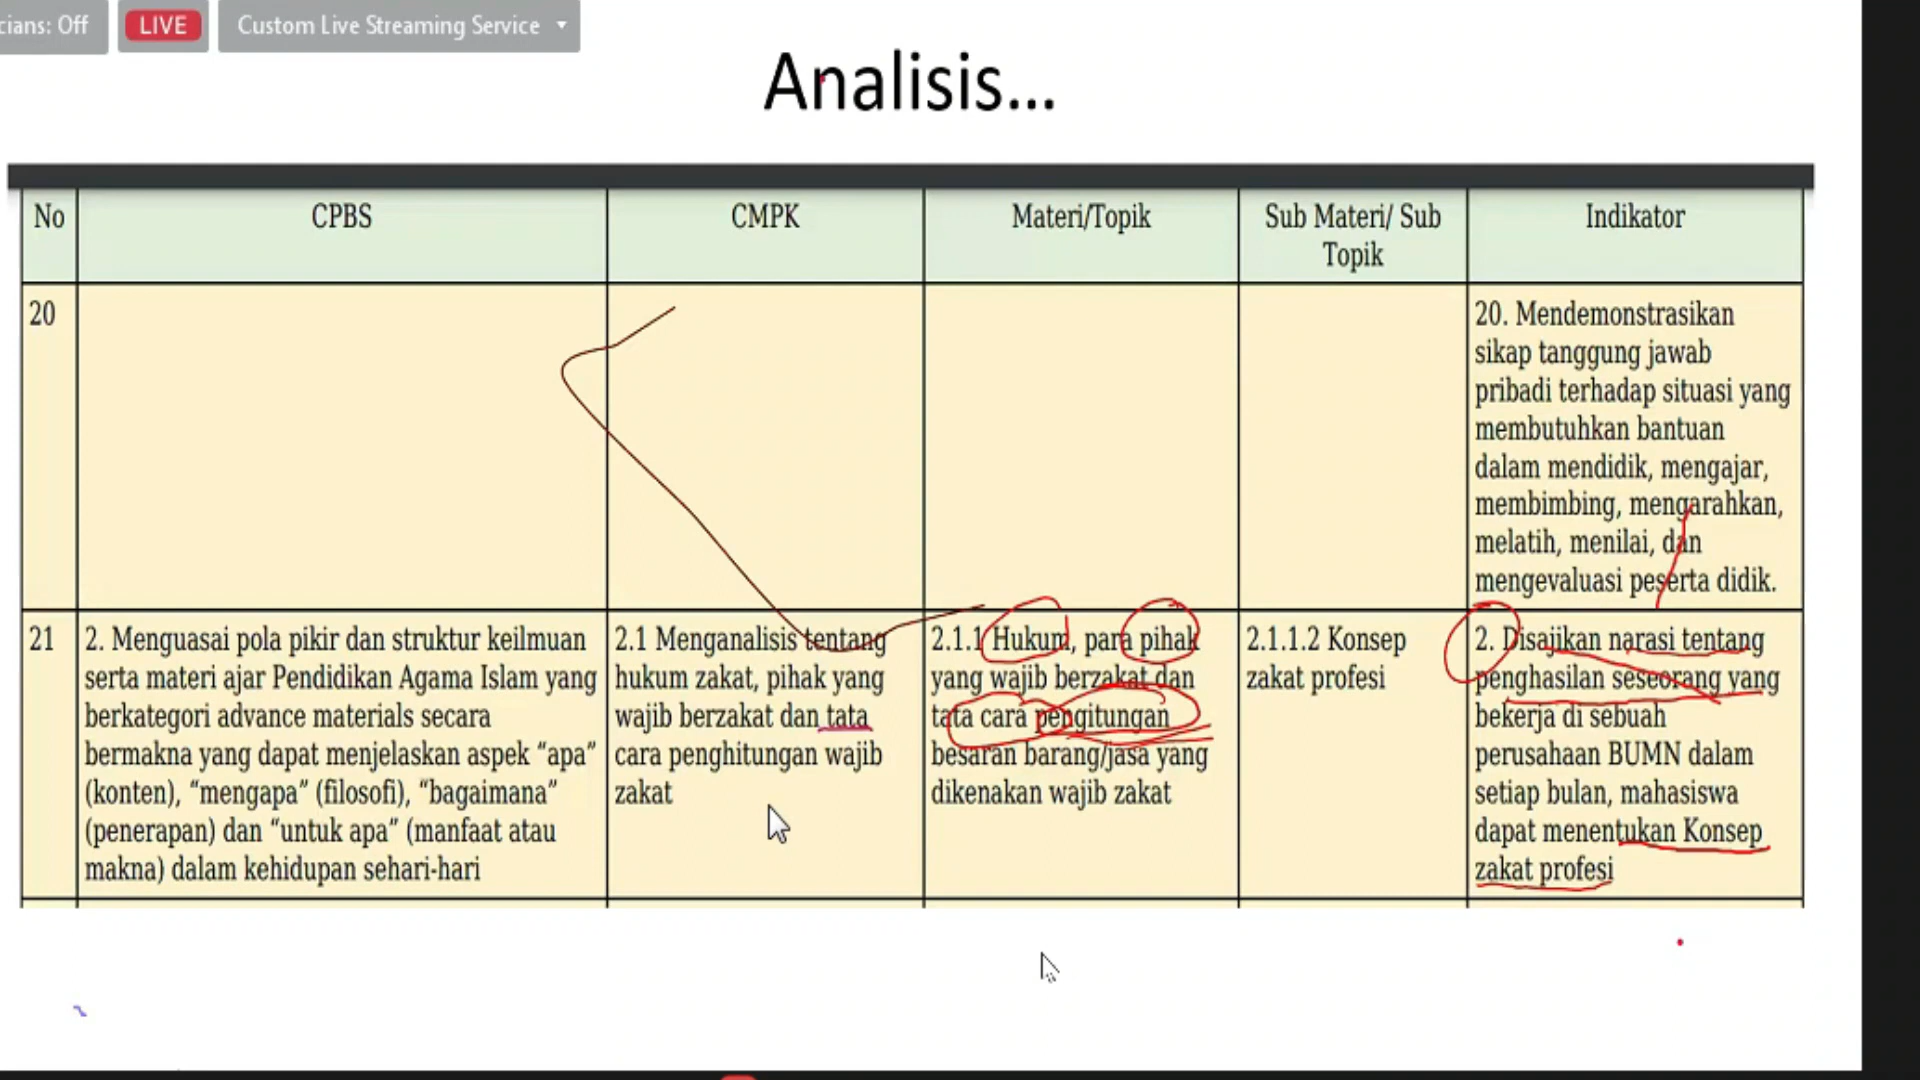 cians: Off
LIVE
Custom Live Streaming Service
Analisis...
No
CPBS
CMPK
Materi/Topik
Sub Materi/ Sub
Topik
Indikator
20
20. Mendemonstrasikan
sikap tanggung jawab
pribadi terhadap situasi yang
membutuhkan bantuan
dalam mendidik, mengajar,
membimbing, mengarahkan,
melatih, menilai, dan
mengevaluasi peserta didik.
21
2. Menguasai pola pikir dan struktur keilmuan
serta materi ajar Pendidikan Agama Islam yang
berkategori advance materials secara
bermakna yang dapat menjelaskan aspek “apa”
(konten), “mengapa” (filosofi), “bagaimana”
(penerapan) dan “untuk apa” (manfaat atau
makna) dalam kehidupan sehari-hari
2.1 Menganalisis tentang
hukum zakat, pihak yang
wajib berzakat dan tata
cara penghitungan wajib
zakat
2.1.1 Hukum, para pihak
yang wajib berzakat dan
tata cara pengitungan
besaran barang/jasa yang
dikenakan wajib zakat
2.1.1.2 Konsep
zakat profesi
2. Disajikan narasi tentang
penghasilan seseorang yang
bekerja di sebuah
perusahaan BUMN dalam
setiap bulan, mahasiswa
dapat menentukan Konsep
zakat profesi